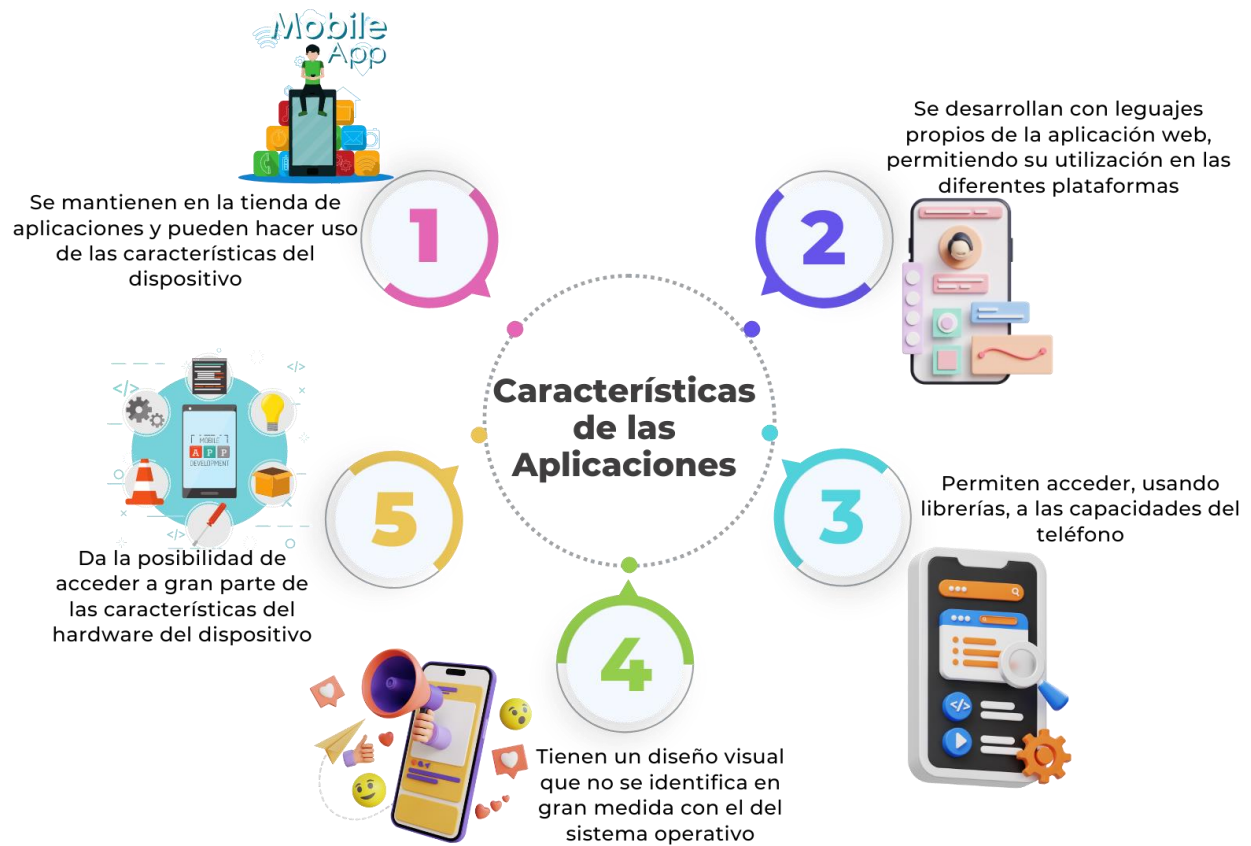 Mobile
App
Se mantienen en la tienda de
aplicaciones y pueden hacer uso
de las características del
dispositivo
1
2
Se desarrollan con leguajes
propios de la aplicación web,
permitiendo su utilización en las
diferentes plataformas
Características
de las
Aplicaciones
3
Permiten acceder, usando
librerías, a las capacidades del
teléfono
4
Tienen un diseño visual
que no se identifica en
gran medida con el del
sistema operativo
5
</>
</>
MOBILE
APP
DEVELOPMENT
</>
Da la posibilidad de
acceder a gran parte de
las características del
hardware del dispositivo
</>